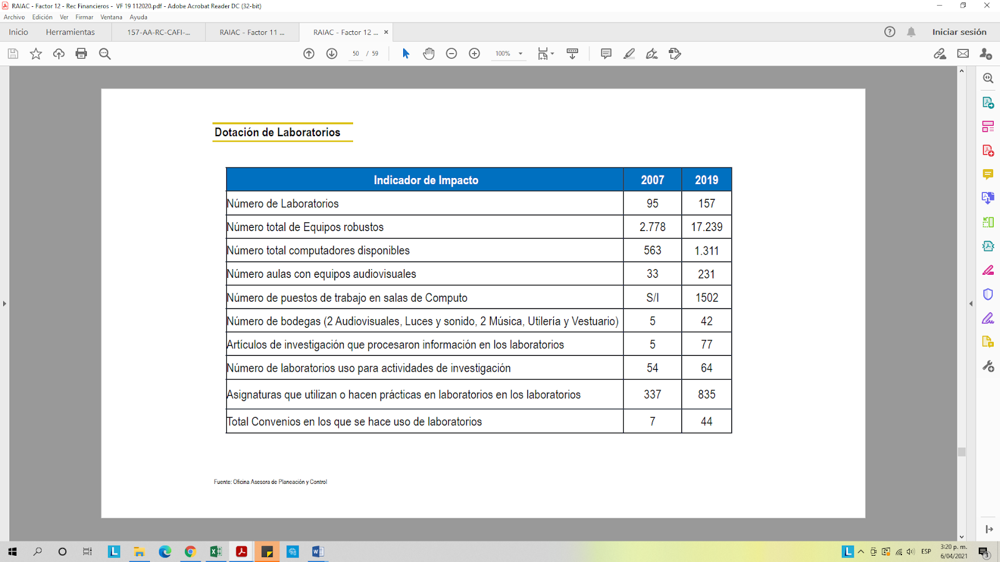 RAIAC - Factor 12 - Rec Financieros - VF 19 112020.pdf - Adobe Acrobat Reader DC (32-bit)
Archivo Edición Ver Firmar Ventana Ayuda
Inicio Herramientas 157-AA-RC-CAFI-... RAIAC - Factor 11 ... RAIAC - Factor 12 ... × Iniciar sesión
50 / 59 100%
Dotación de Laboratorios
Indicador de Impacto 2007 2019
Número de Laboratorios 95 157
Número total de Equipos robustos 2.778 17.239
Número total computadores disponibles 563 1.311
Número aulas con equipos audiovisuales 33 231
Número de puestos de trabajo en salas de Computo S/I 1502
Número de bodegas (2 Audiovisuales, Luces y sonido, 2 Música, Utilería y Vestuario) 5 42
Artículos de investigación que procesaron información en los laboratorios 5 77
Número de laboratorios uso para actividades de investigación 54 64
Asignaturas que utilizan o hacen prácticas en laboratorios en los laboratorios 337 835
Total Convenios en los que se hace uso de laboratorios 7 44
Fuente: Oficina Asesora de Planeación y Control
L L ESP 3:20 p. m.
6/04/2021 3